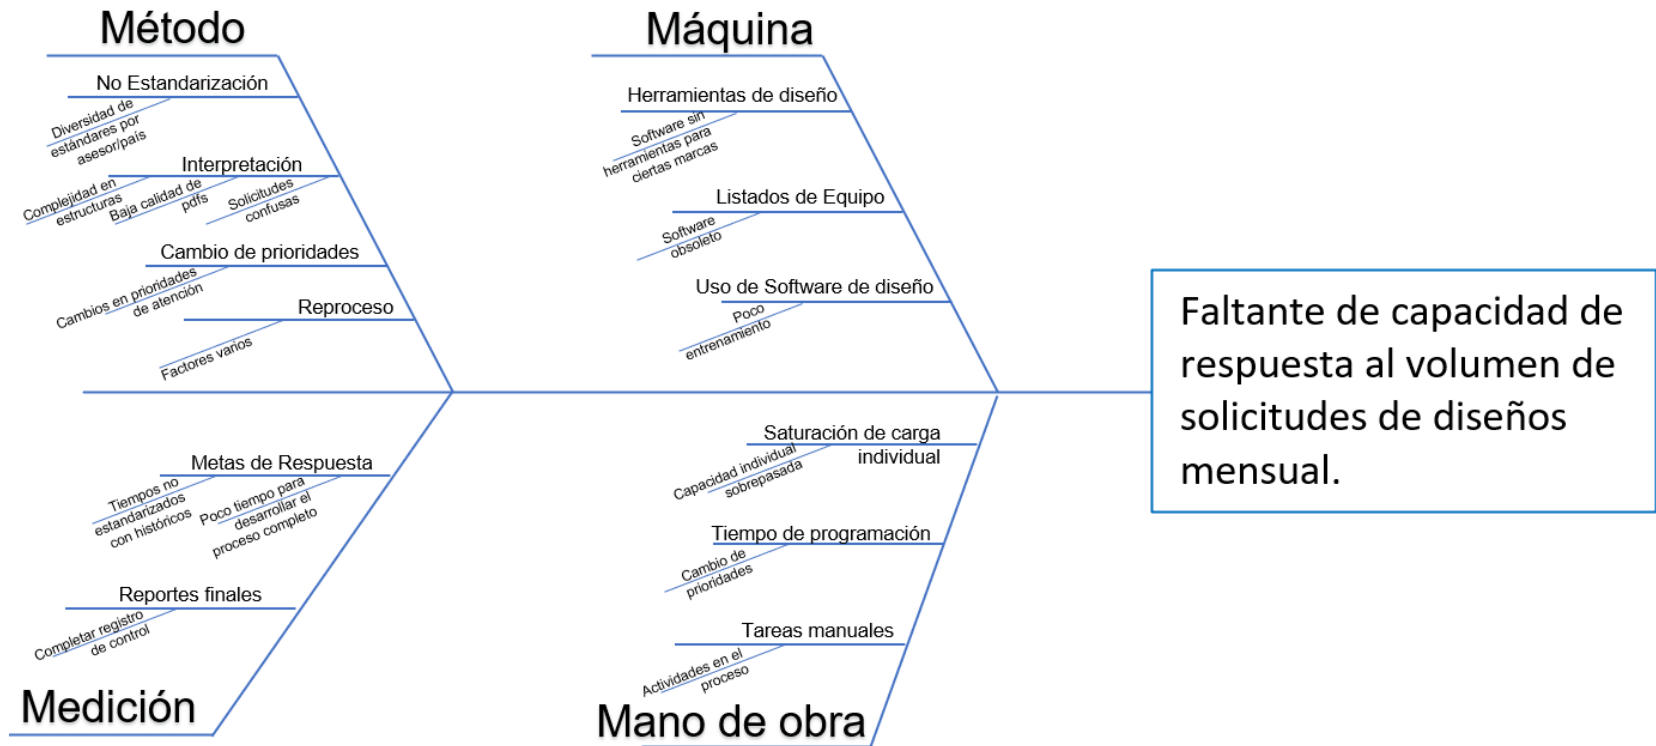 Método
No Estandarización
Diversidad de
estándares por
asesor/país
Interpretación
Complejidad en
estructuras
Baja calidad de
pdfs
Solicitudes
confusas
Cambio de prioridades
Cambios en prioridades
de atención
Reproceso
Factores varios
Máquina
Herramientas de diseño
Software sin
herramientas para
ciertas marcas
Listados de Equipo
Software
obsoleto
Uso de Software de diseño
Poco
entrenamiento
Faltante de capacidad de
respuesta al volumen de
solicitudes de diseños
mensual.
Metas de Respuesta
Tiempos no
estandarizados
con históricos
Poco tiempo para
desarrollar el
proceso completo
Reportes finales
Completar registro
de control
Medición
Saturación de carga
individual
Capacidad individual
sobrepasada
Tiempo de programación
Cambio de
prioridades
Tareas manuales
Actividades en el
proceso
Mano de obra